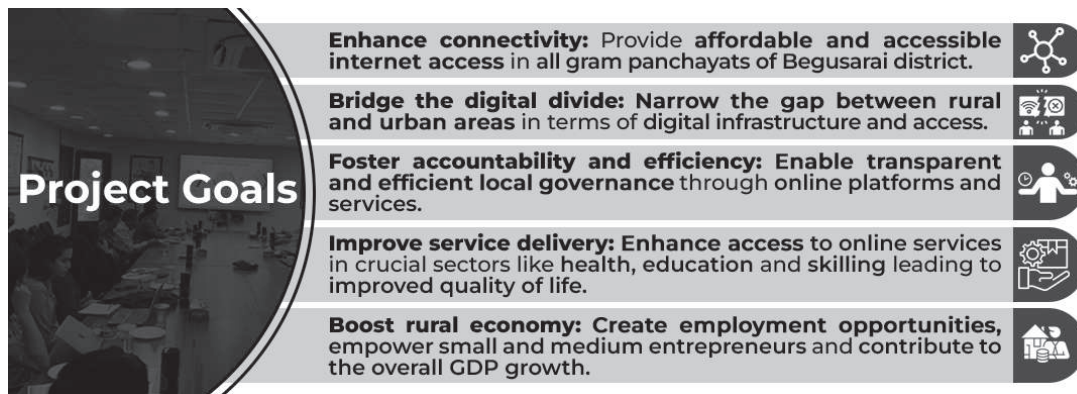 Project Goals
Enhance connectivity: Provide affordable and accessible
internet access in all gram panchayats of Begusarai district.
Bridge the digital divide: Narrow the gap between rural
and urban areas in terms of digital infrastructure and access.
Foster accountability and efficiency: Enable transparent
and efficient local governance through online platforms and
services.
Improve service delivery: Enhance access to online services
in crucial sectors like health, education and skilling leading to
improved quality of life.
Boost rural economy: Create employment opportunities,
empower small and medium entrepreneurs and contribute to
the overall GDP growth.